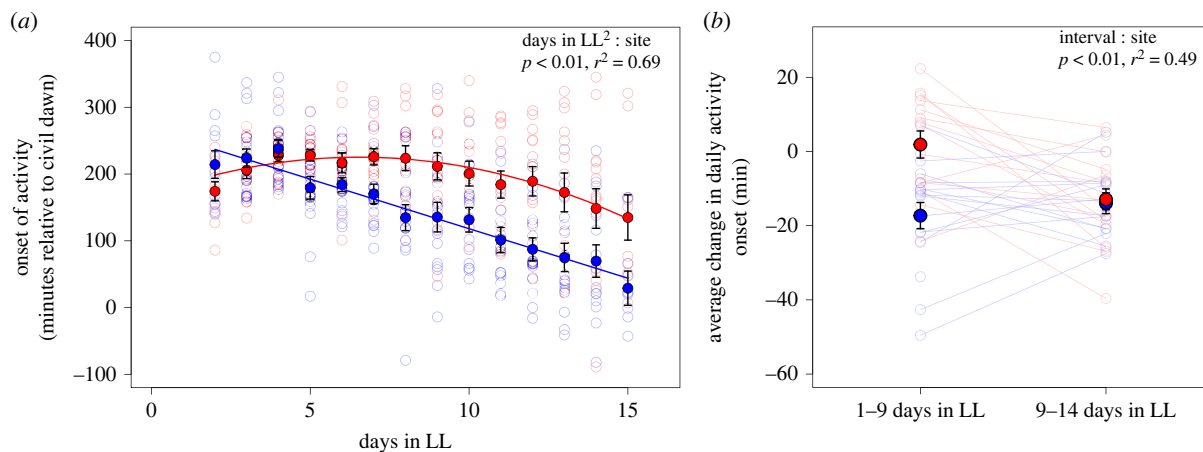 (a)
days in LL² : site
p < 0.01, r² = 0.69
onset of activity
(minutes relative to civil dawn)
400
300
200
100
0
–100
0
5
10
15
days in LL
(b)
interval : site
p < 0.01, r² = 0.49
average change in daily activity
onset (min)
20
0
–20
–40
–60
1–9 days in LL
9–14 days in LL